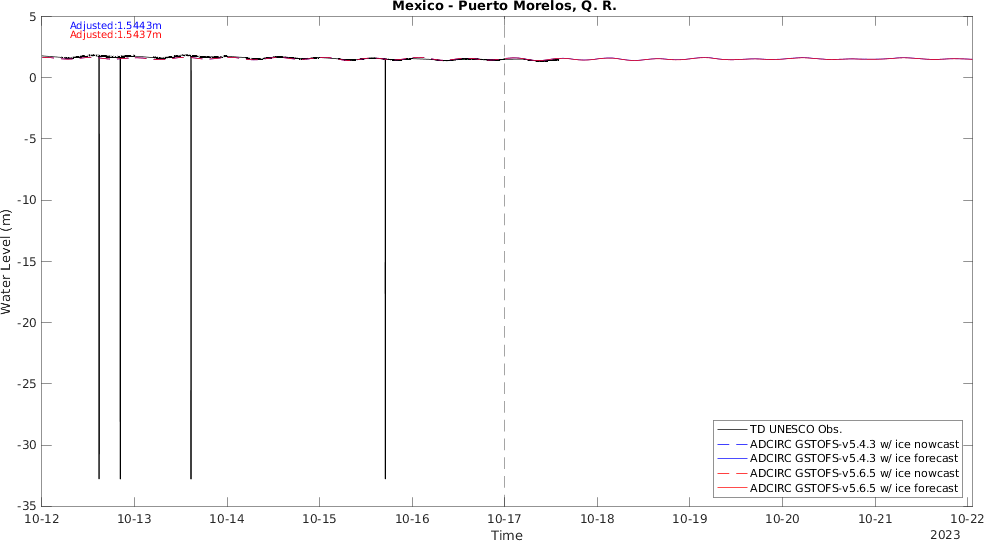 Mexico - Puerto Morelos, Q. R.
Adjusted:1.5443m
Adjusted:1.5437m
5
0
-5
-10
-15
-20
-25
-30
-35
Water Level (m)
10-12 10-13 10-14 10-15 10-16 10-17 10-18 10-19 10-20 10-21 10-22
Time
2023
TD UNESCO Obs.
ADCIRC GSTOFS-v5.4.3 w/ ice nowcast
ADCIRC GSTOFS-v5.4.3 w/ ice forecast
ADCIRC GSTOFS-v5.6.5 w/ ice nowcast
ADCIRC GSTOFS-v5.6.5 w/ ice forecast